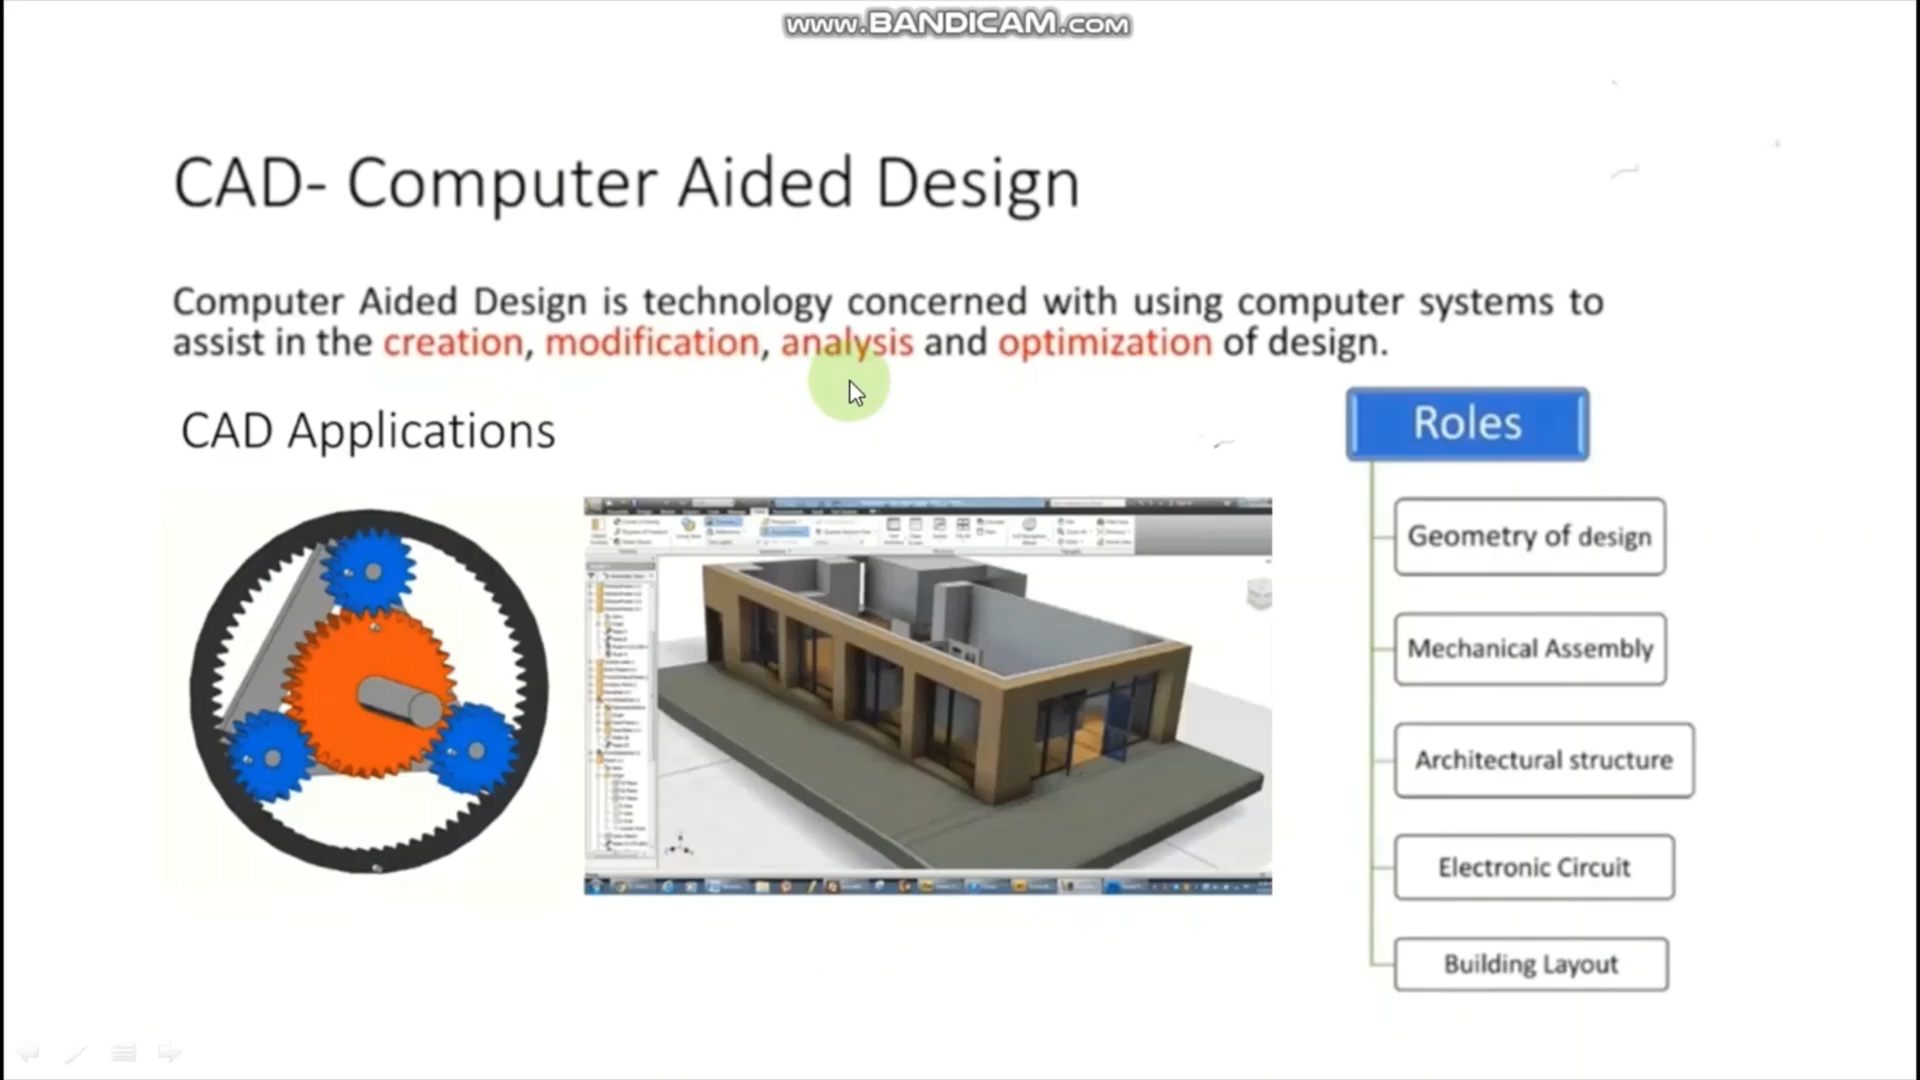 www.BANDICAM.com
CAD- Computer Aided Design
Computer Aided Design is technology concerned with using computer systems to
assist in the creation, modification, analysis and optimization of design.
CAD Applications
Roles
Geometry of design
Mechanical Assembly
Architectural structure
Electronic Circuit
Building Layout